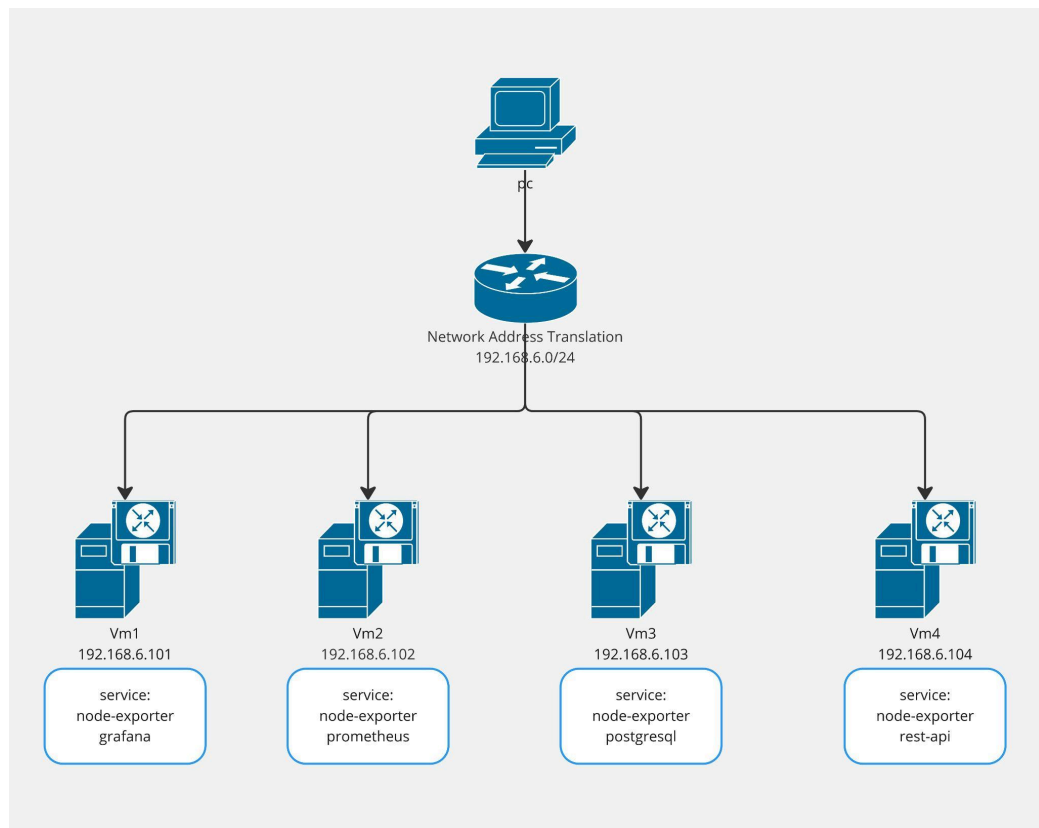 pc
Network Address Translation
192.168.6.0/24
Vm1
192.168.6.101
service:
node-exporter
grafana
Vm2
192.168.6.102
service:
node-exporter
prometheus
Vm3
192.168.6.103
service:
node-exporter
postgresql
Vm4
192.168.6.104
service:
node-exporter
rest-api